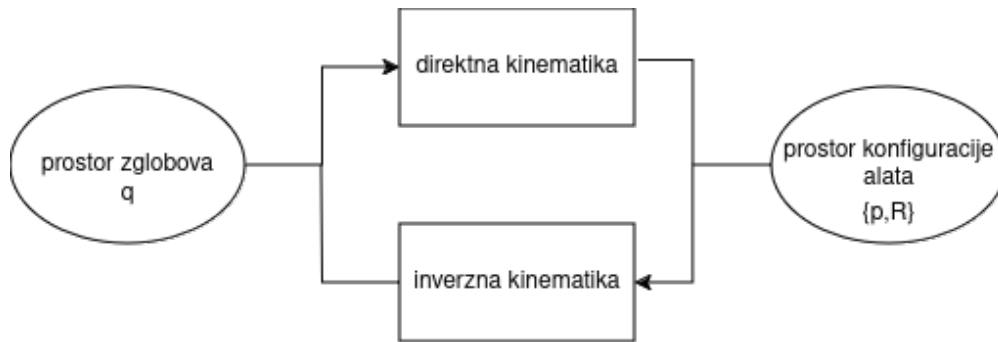 direktna kinematika
prostor zglobova
q
prostor konfiguracije
alata
{p,R}
inverzna kinematika